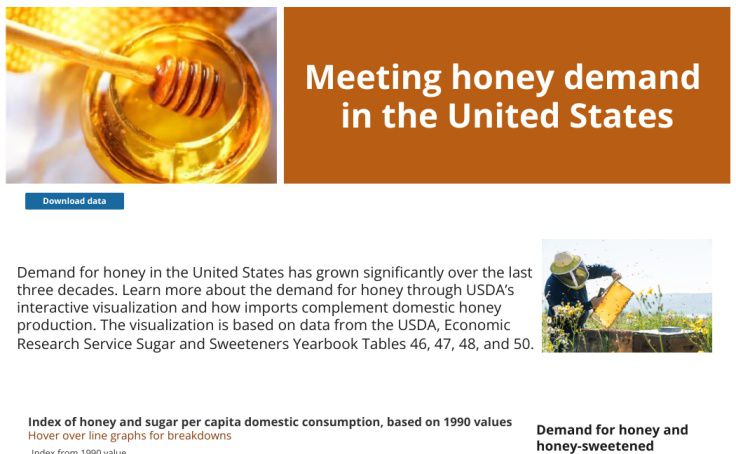 Meeting honey demand
in the United States
Download data
Demand for honey in the United States has grown significantly over the last
three decades. Learn more about the demand for honey through USDA’s
interactive visualization and how imports complement domestic honey
production. The visualization is based on data from the USDA, Economic
Research Service Sugar and Sweeteners Yearbook Tables 46, 47, 48, and 50.
Index of honey and sugar per capita domestic consumption, based on 1990 values
Hover over line graphs for breakdowns
Index from 1990 value
Demand for honey and
honey-sweetened